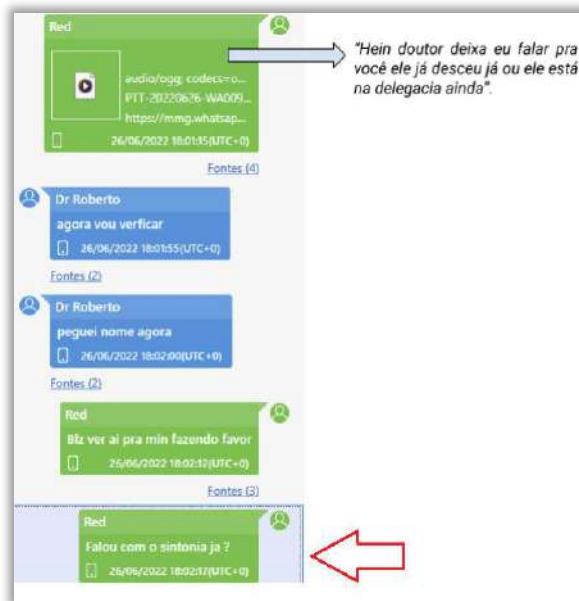 Red
audio/ogg; codecs=o...
PTT-20220626-WA009...
https://mmg.whatsap...
26/06/2022 18:01:15(UTC+0)
Fontes (4)
"Hein doutor deixa eu falar pra
você ele já desceu já ou ele está
na delegacia ainda".
Dr Roberto
agora vou verficar
26/06/2022 18:01:55(UTC+0)
Fontes (2)
Dr Roberto
peguei nome agora
26/06/2022 18:02:00(UTC+0)
Fontes (2)
Red
Blz ver ai pra min fazendo favor
26/06/2022 18:02:12(UTC+0)
Fontes (3)
Red
Falou com o sintonia ja ?
26/06/2022 18:02:17(UTC+0)